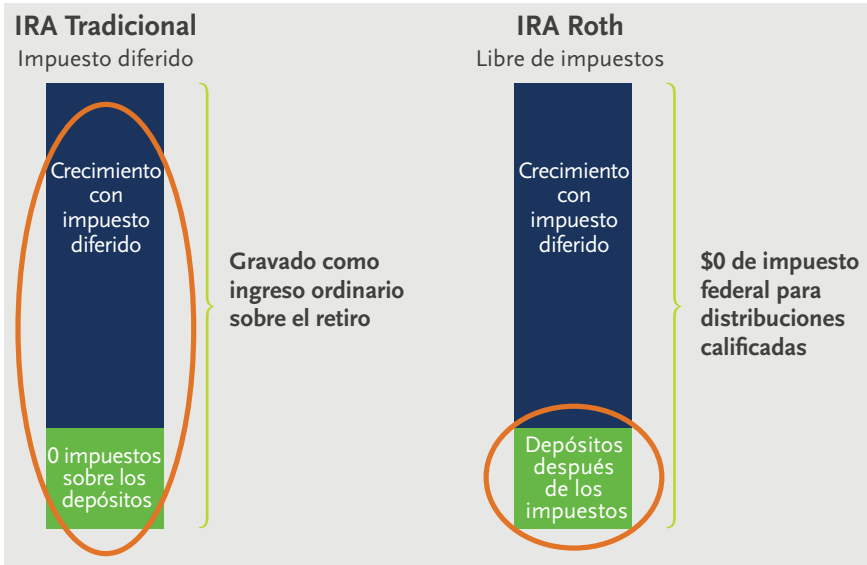 IRA Tradicional
Impuesto diferido
Crecimiento
con
impuesto
diferido
Gravado como
ingreso ordinario
sobre el retiro
0 impuestos
sobre los
depósitos
IRA Roth
Libre de impuestos
Crecimiento
con
impuesto
diferido
$0 de impuesto
federal para
distribuciones
calificadas
Depósitos
después
de los
impuestos